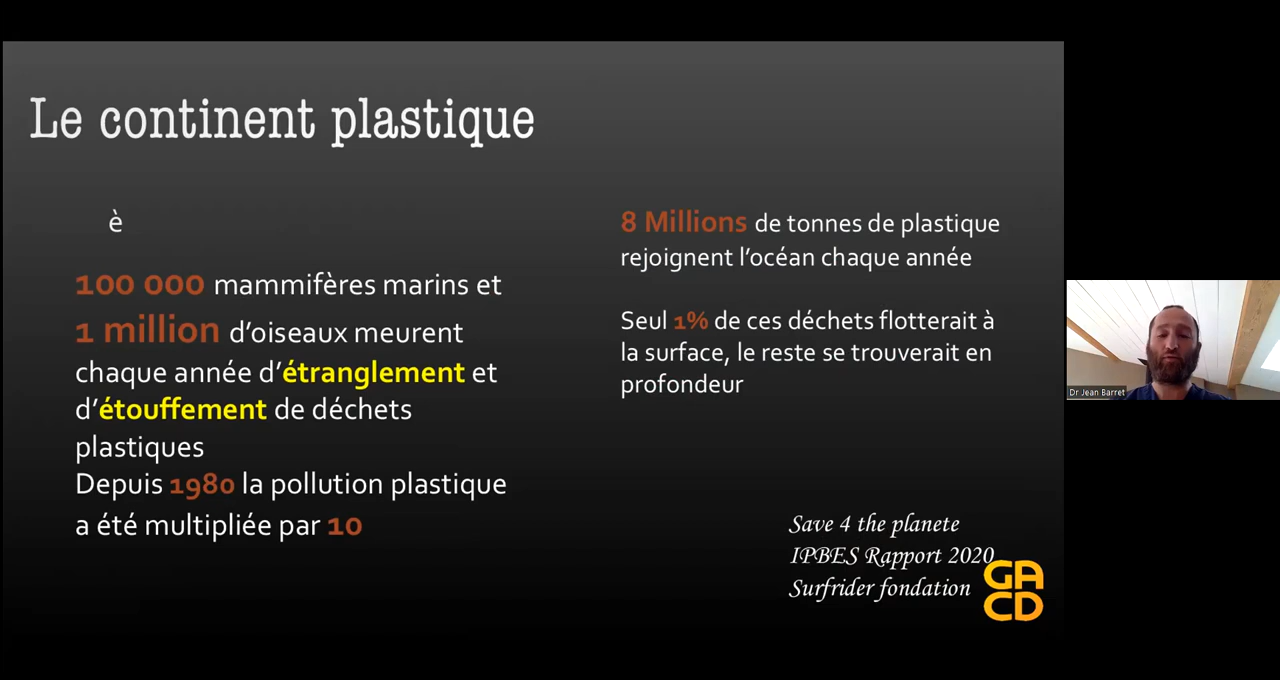 Le continent plastique
è
100 000 mammifères marins et
1 million d’oiseaux meurent
chaque année d’étranglement et
d’étouffement de déchets
plastiques
Depuis 1980 la pollution plastique
a été multipliée par 10
8 Millions de tonnes de plastique
rejoignent l’océan chaque année
Seul 1% de ces déchets flotterait à
la surface, le reste se trouverait en
profondeur
Save 4 the planete
IPBES Rapport 2020
Surfrider fondation
GA
CD
Dr Jean Barret